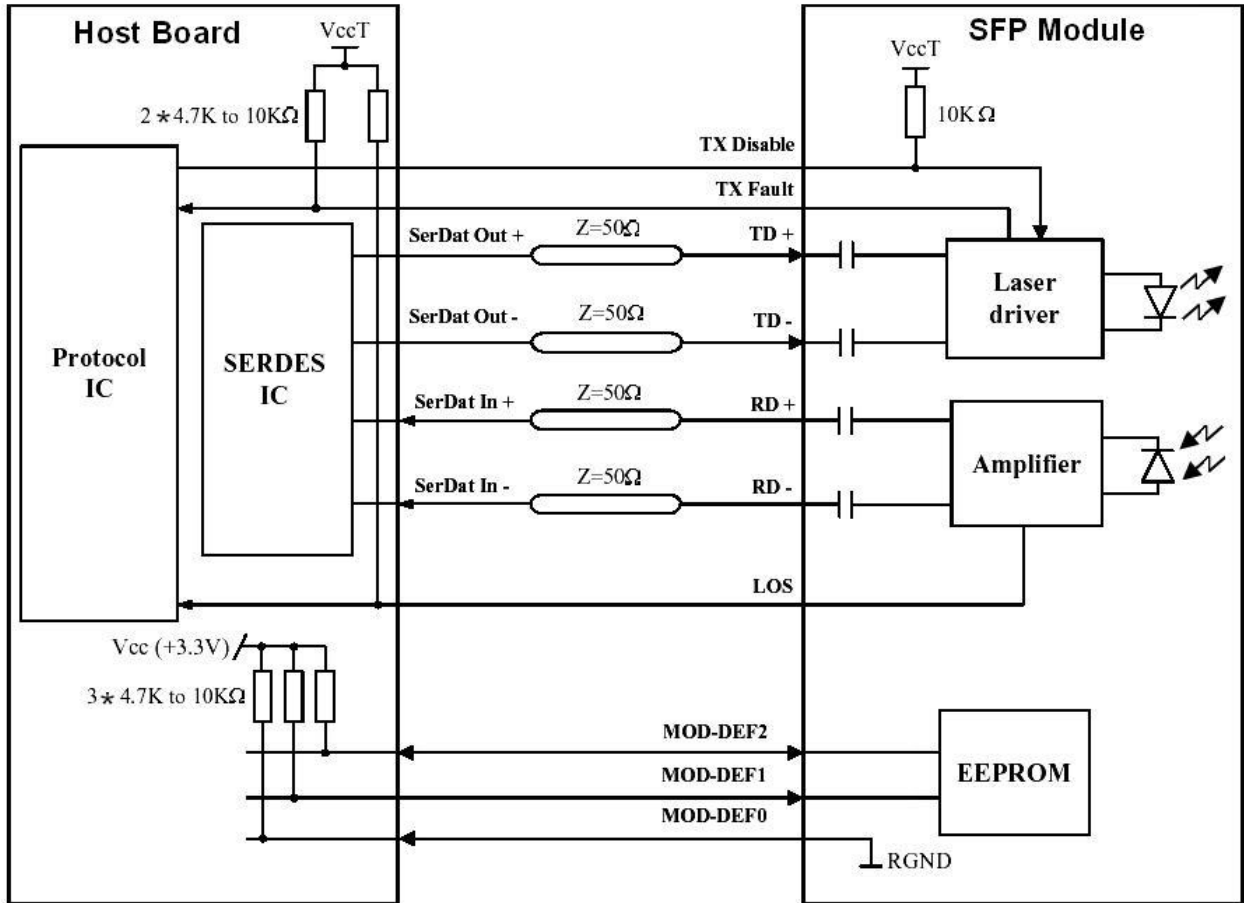 Host Board
SFP Module
VccT
VccT
2*4.7K to 10KΩ
10KΩ
TX Disable
TX Fault
SerDat Out +
Z=50Ω
TD +
Laser
driver
SerDat Out -
Z=50Ω
TD -
Protocol
IC
SERDES
IC
SerDat In +
Z=50Ω
RD +
Amplifier
SerDat In -
Z=50Ω
RD -
LOS
Vcc (+3.3V)
3*4.7K to 10KΩ
MOD-DEF2
MOD-DEF1
MOD-DEF0
EEPROM
RGND